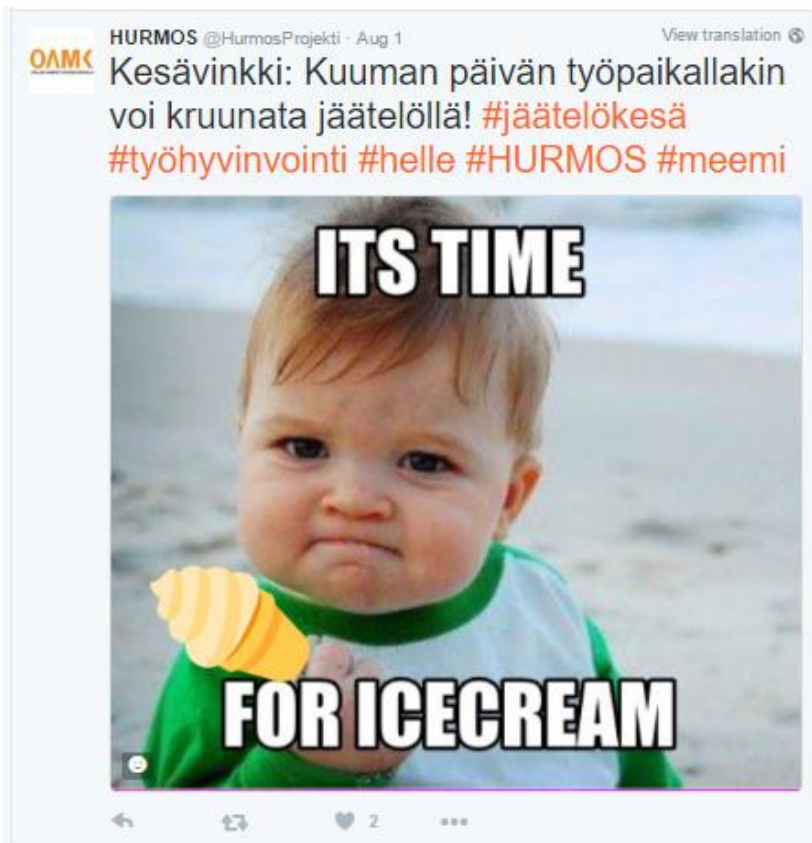 HURMOS @HurmosProjekti · Aug 1
View translation
OAMK
Kesävinkki: Kuuman päivän työpaikallakin
voi kruunata jäätelöllä! #jäätelökesä
#työhyvinvointi #helle #HURMOS #meemi
ITS TIME
FOR ICECREAM
2